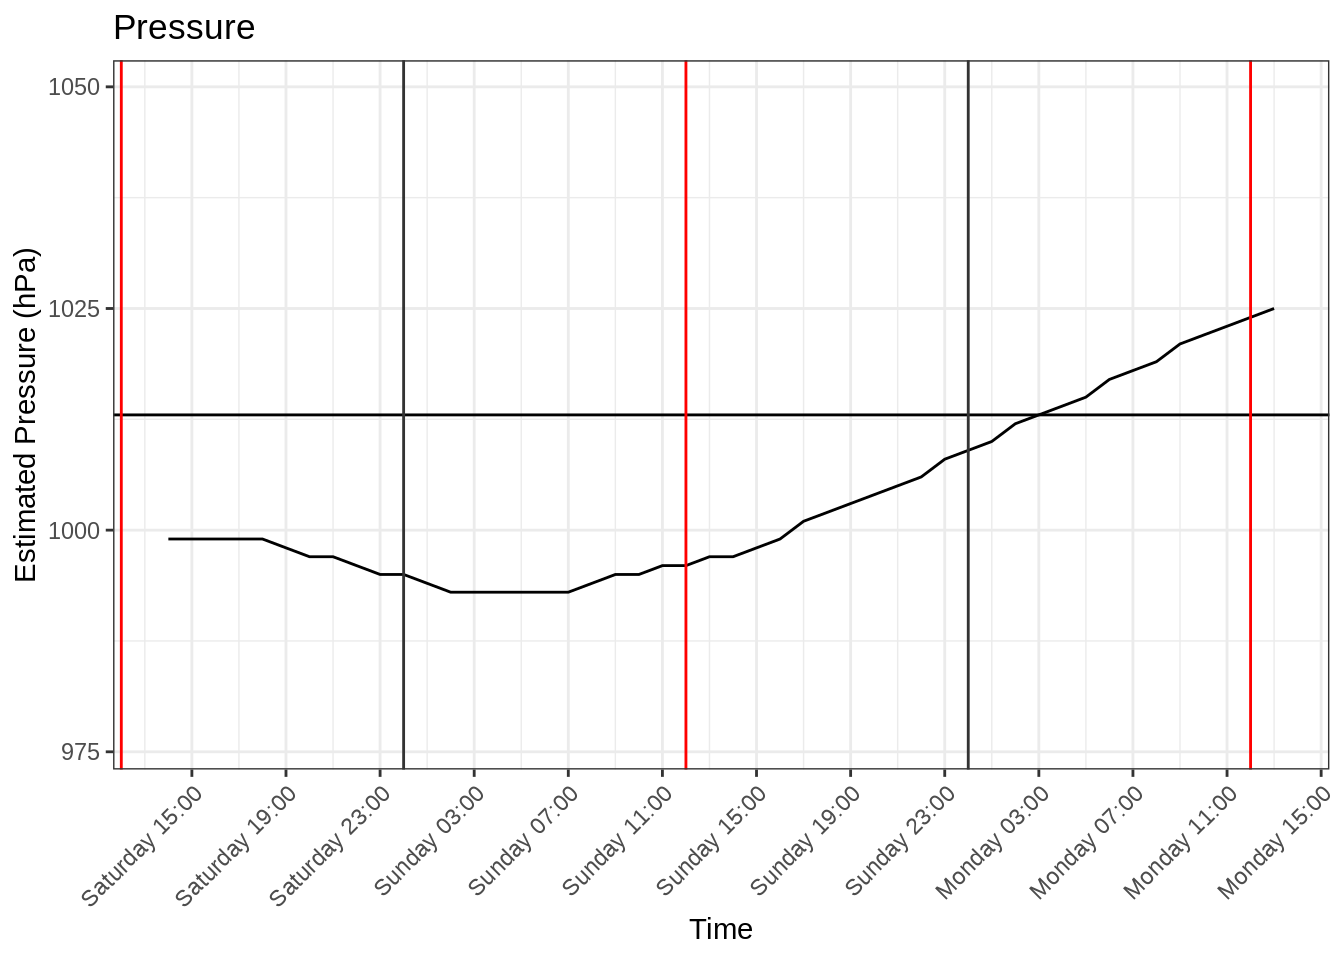 Pressure
Estimated Pressure (hPa)
1050
1025
1000
975
Saturday 15:00
Saturday 19:00
Saturday 23:00
Sunday 03:00
Sunday 07:00
Sunday 11:00
Sunday 15:00
Sunday 19:00
Sunday 23:00
Monday 03:00
Monday 07:00
Monday 11:00
Monday 15:00
Time